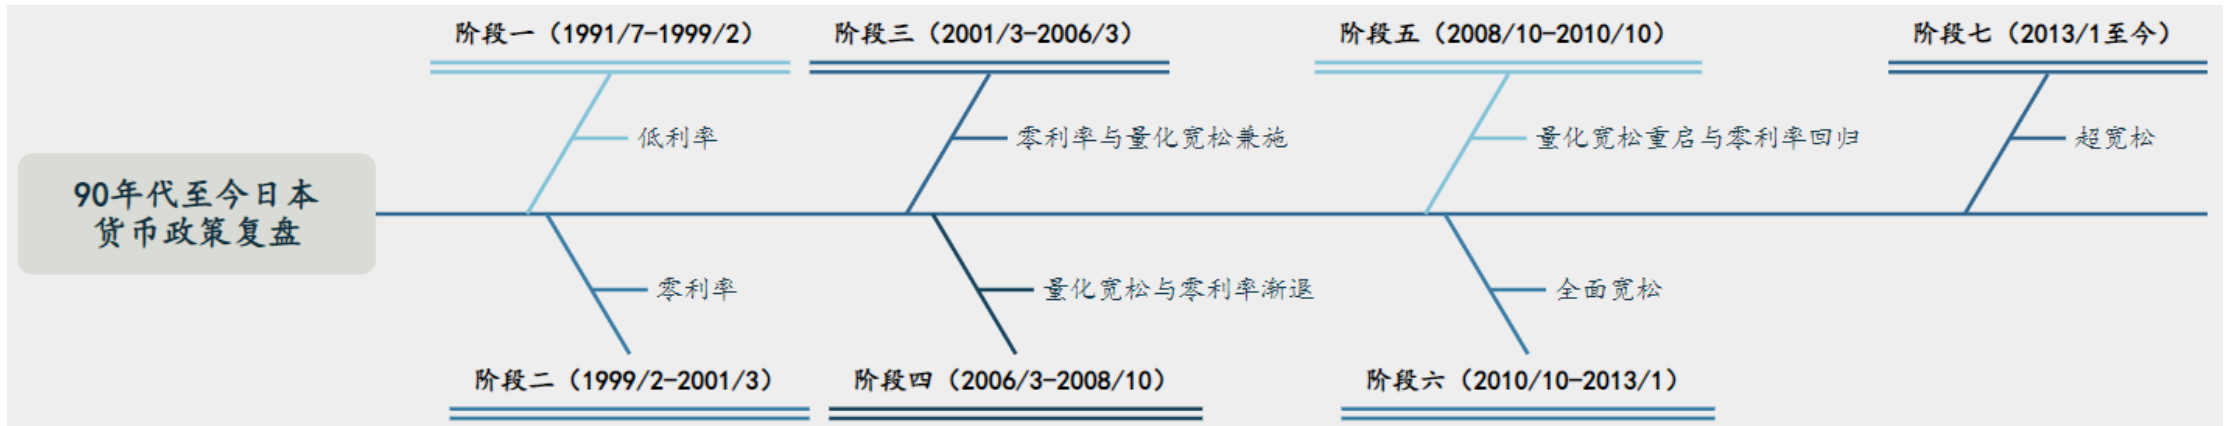 90年代至今日本
货币政策复盘
阶段一（1991/7-1999/2）
低利率
阶段二（1999/2-2001/3）
零利率
阶段三（2001/3-2006/3）
零利率与量化宽松兼施
阶段四（2006/3-2008/10）
量化宽松与零利率渐退
阶段五（2008/10-2010/10）
量化宽松重启与零利率回归
阶段六（2010/10-2013/1）
全面宽松
阶段七（2013/1至今）
超宽松